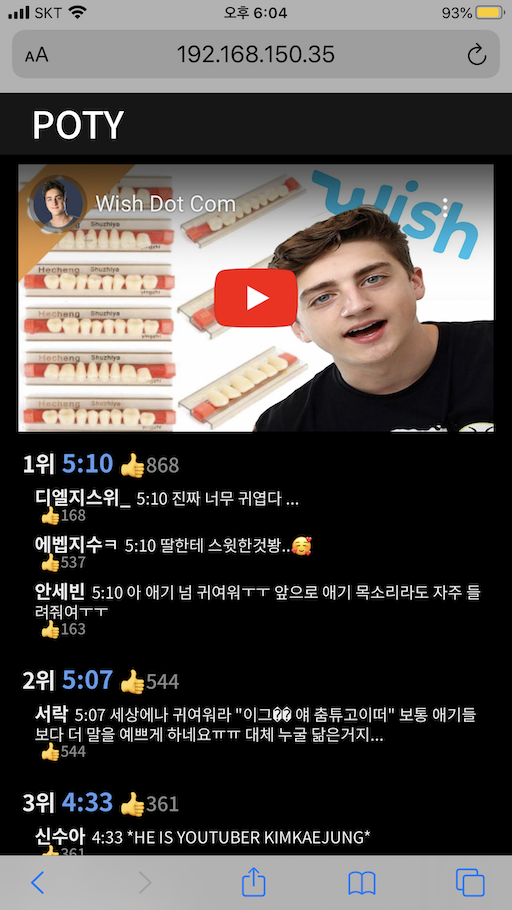 SKT 오후 6:04 93%
AA 192.168.150.35
POTY
Wish Dot Com
wish
Hecheng Shuzhiya
yingzhi
Hecheng Shuzhiya
yingzhi
Hecheng Shuzhiya
yingzhi
1위 5:10 👍868
디엘지스위_ 5:10 진짜 너무 귀엽다 ...
👍168
에벱지수ㅋ 5:10 딸한테 스윗한것봥..🥰
👍537
안세빈 5:10 아 애기 넘 귀여워ㅜㅜ 앞으로 애기 목소리라도 자주 들
려줘여ㅜㅜ
👍163
2위 5:07 👍544
서락 5:07 세상에나 귀여워라 "이그�� 얘 춤튜고이떠" 보통 애기들
보다 더 말을 예쁘게 하네요ㅠㅠ 대체 누굴 닮은거지...
👍544
3위 4:33 👍361
신수아 4:33 *HE IS YOUTUBER KIMKAEJUNG*
👍361